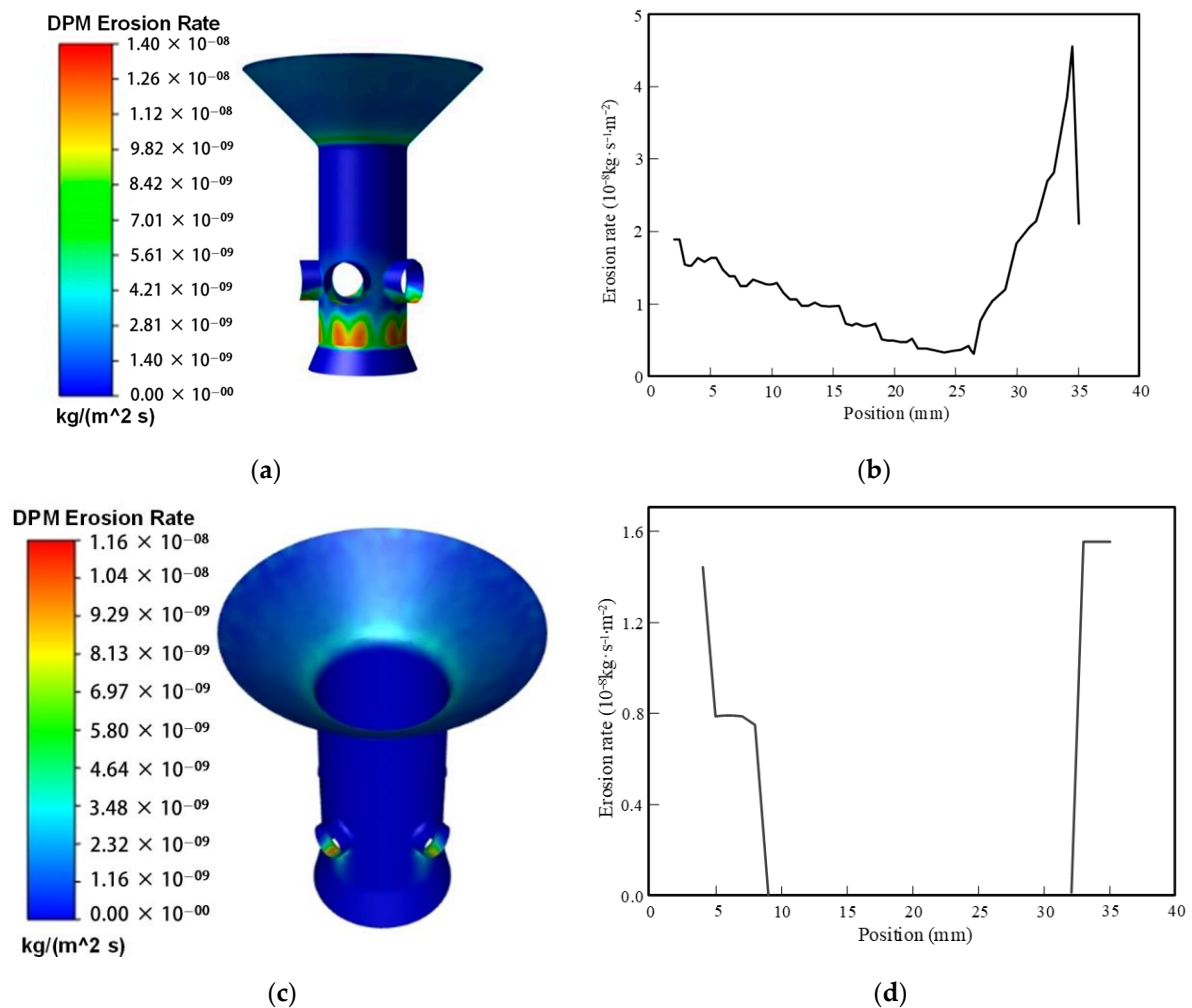 DPM Erosion Rate
1.40 × 10⁻⁰⁸
1.26 × 10⁻⁰⁸
1.12 × 10⁻⁰⁸
9.82 × 10⁻⁰⁹
8.42 × 10⁻⁰⁹
7.01 × 10⁻⁰⁹
5.61 × 10⁻⁰⁹
4.21 × 10⁻⁰⁹
2.81 × 10⁻⁰⁹
1.40 × 10⁻⁰⁹
0.00 × 10⁻⁰⁰
kg/(m^2 s)
(a)
Erosion rate (10⁻⁸kg·s⁻¹·m⁻²)
5
4
3
2
1
0
0 5 10 15 20 25 30 35 40
Position (mm)
(b)
DPM Erosion Rate
1.16 × 10⁻⁰⁸
1.04 × 10⁻⁰⁸
9.29 × 10⁻⁰⁹
8.13 × 10⁻⁰⁹
6.97 × 10⁻⁰⁹
5.80 × 10⁻⁰⁹
4.64 × 10⁻⁰⁹
3.48 × 10⁻⁰⁹
2.32 × 10⁻⁰⁹
1.16 × 10⁻⁰⁹
0.00 × 10⁻⁰⁰
kg/(m^2 s)
(c)
Erosion rate (10⁻⁸kg·s⁻¹·m⁻²)
1.6
1.2
0.8
0.4
0.0
0 5 10 15 20 25 30 35 40
Position (mm)
(d)